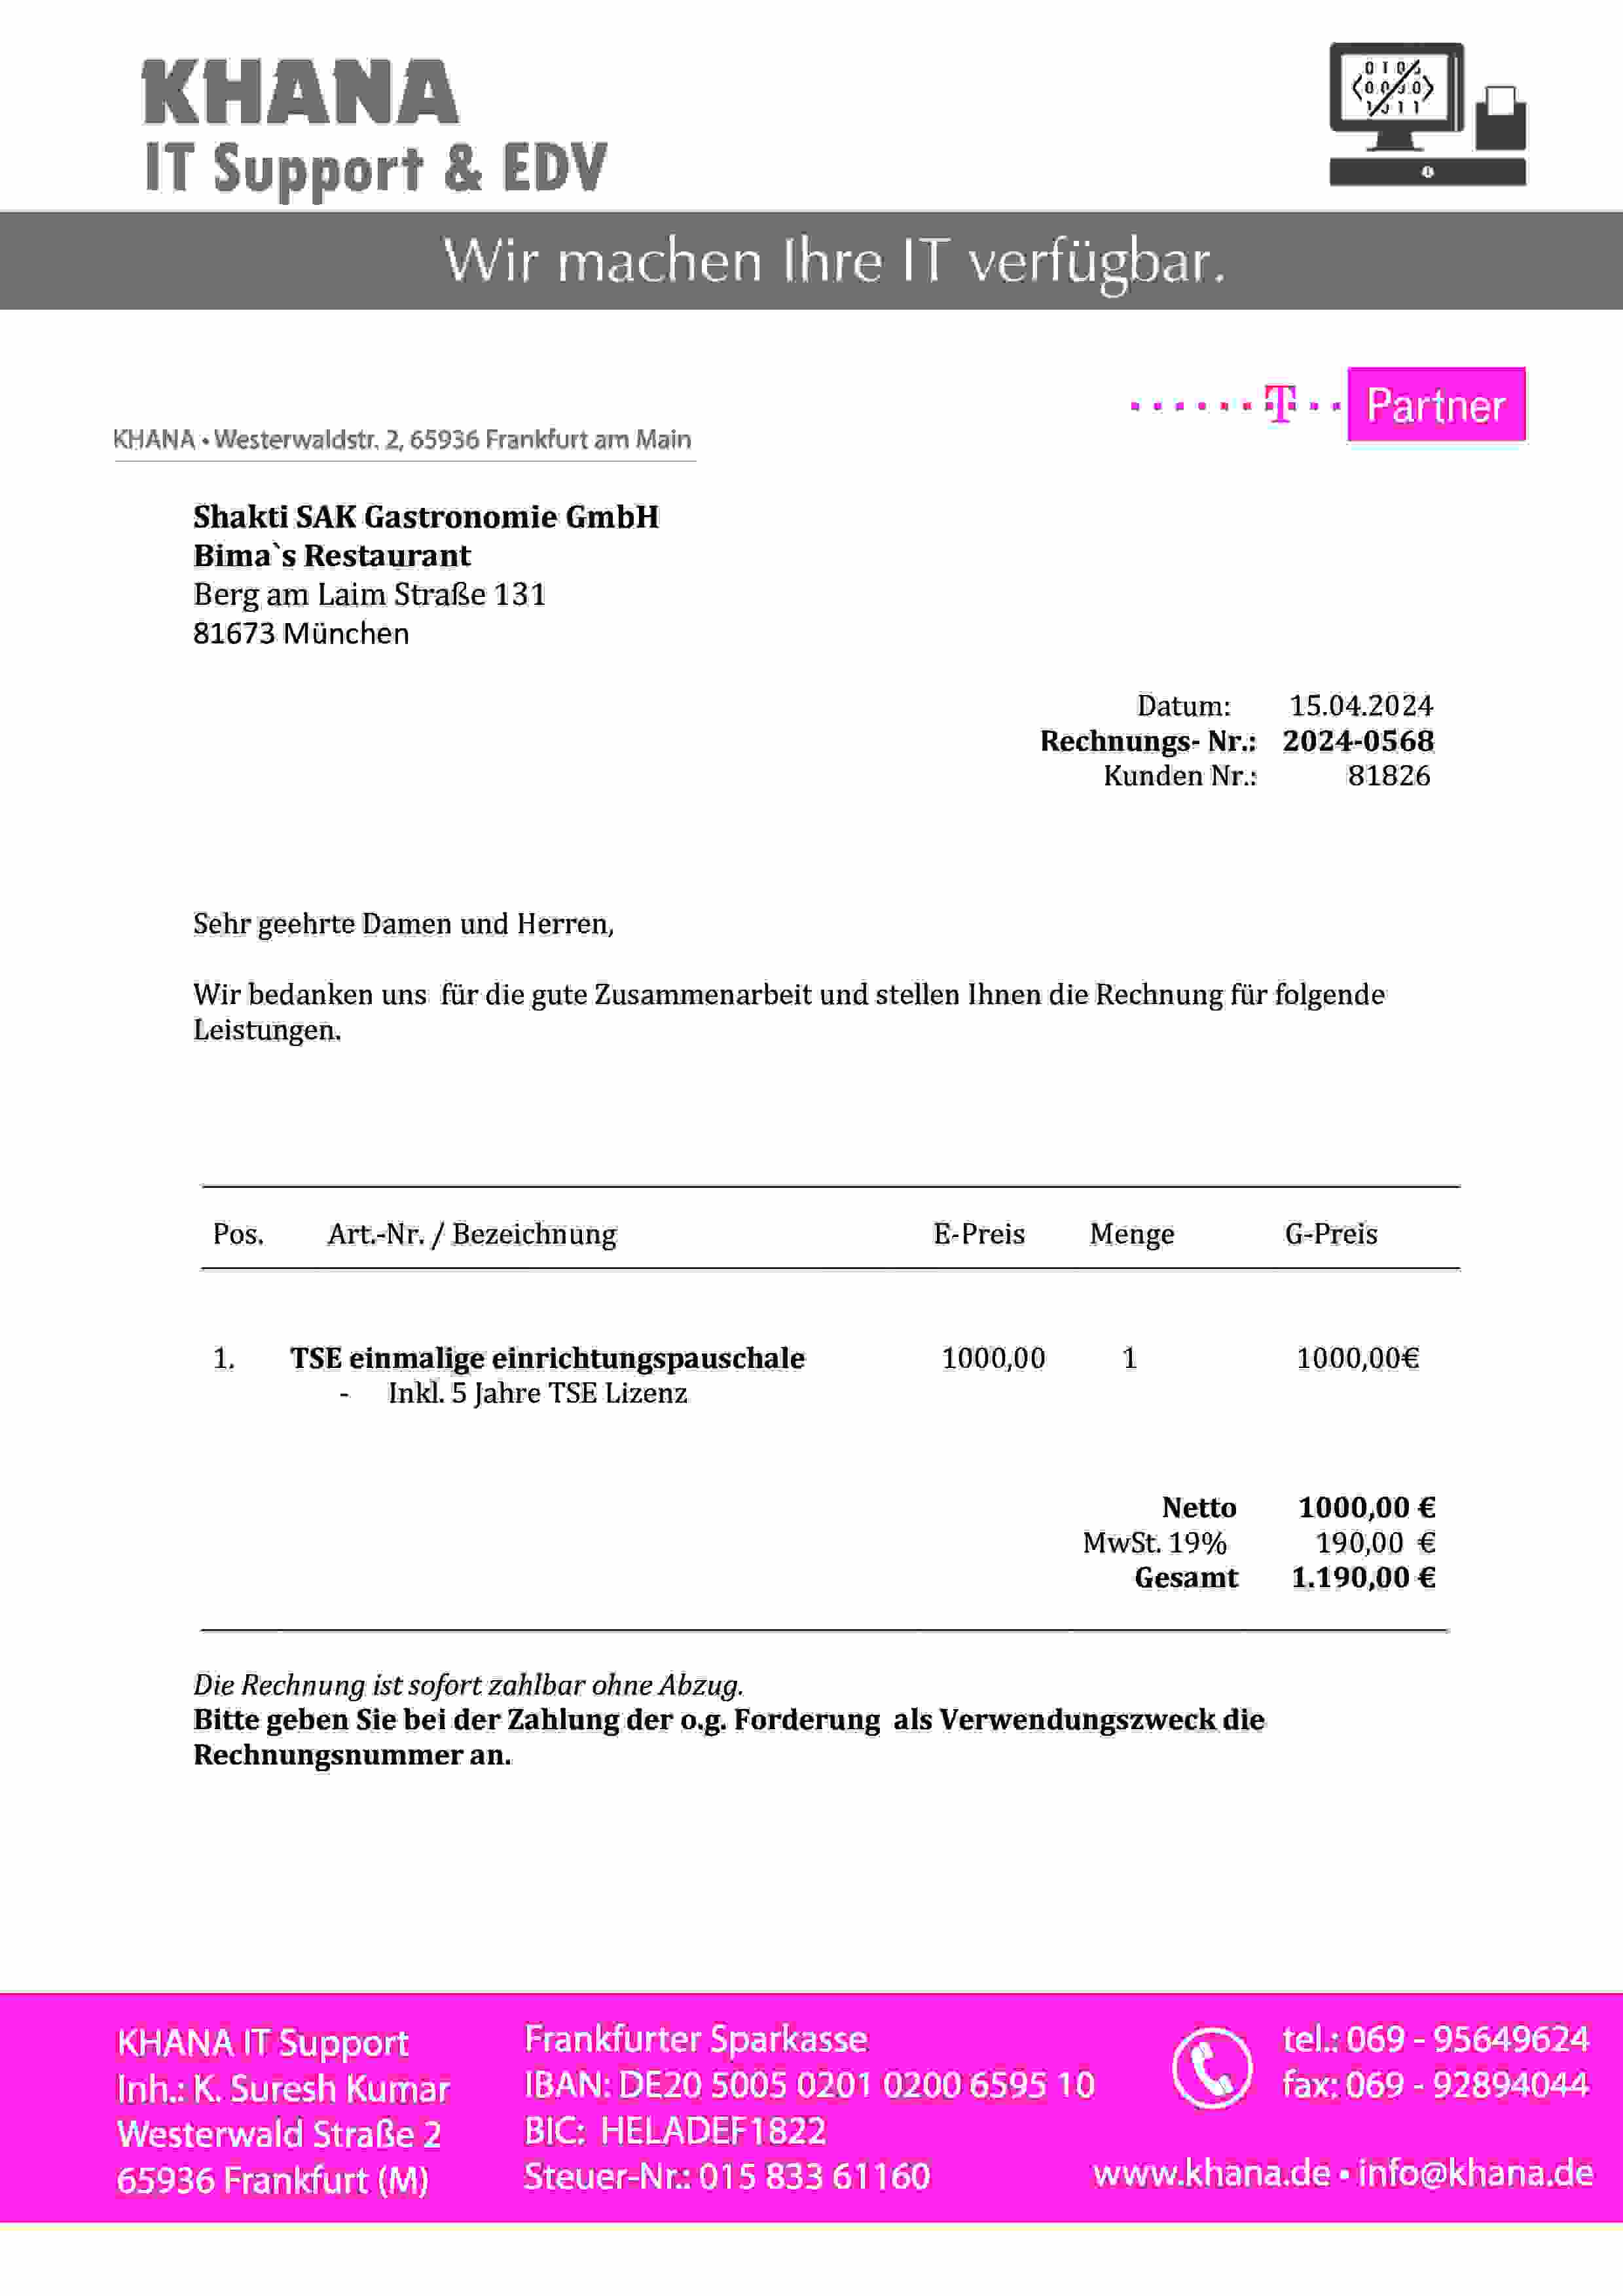 KHANA
IT Support & EDV
Wir machen Ihre IT verfügbar.
T Partner
KHANA • Westerwaldstr. 2, 65936 Frankfurt am Main
Shakti SAK Gastronomie GmbH
Bima`s Restaurant
Berg am Laim Straße 131
81673 München
Datum: 15.04.2024
Rechnungs- Nr.: 2024-0568
Kunden Nr.: 81826
Sehr geehrte Damen und Herren,
Wir bedanken uns für die gute Zusammenarbeit und stellen Ihnen die Rechnung für folgende
Leistungen.
Pos. Art.-Nr. / Bezeichnung E-Preis Menge G-Preis
1. TSE einmalige einrichtungspauschale 1000,00 1 1000,00€
- Inkl. 5 Jahre TSE Lizenz
Netto 1000,00 €
MwSt. 19% 190,00 €
Gesamt 1.190,00 €
Die Rechnung ist sofort zahlbar ohne Abzug.
Bitte geben Sie bei der Zahlung der o.g. Forderung als Verwendungszweck die
Rechnungsnummer an.
KHANA IT Support
Inh.: K. Suresh Kumar
Westerwald Straße 2
65936 Frankfurt (M)
Frankfurter Sparkasse
IBAN: DE20 5005 0201 0200 6595 10
BIC: HELADEF1822
Steuer-Nr.: 015 833 61160
tel.: 069 - 95649624
fax: 069 - 92894044
www.khana.de • info@khana.de